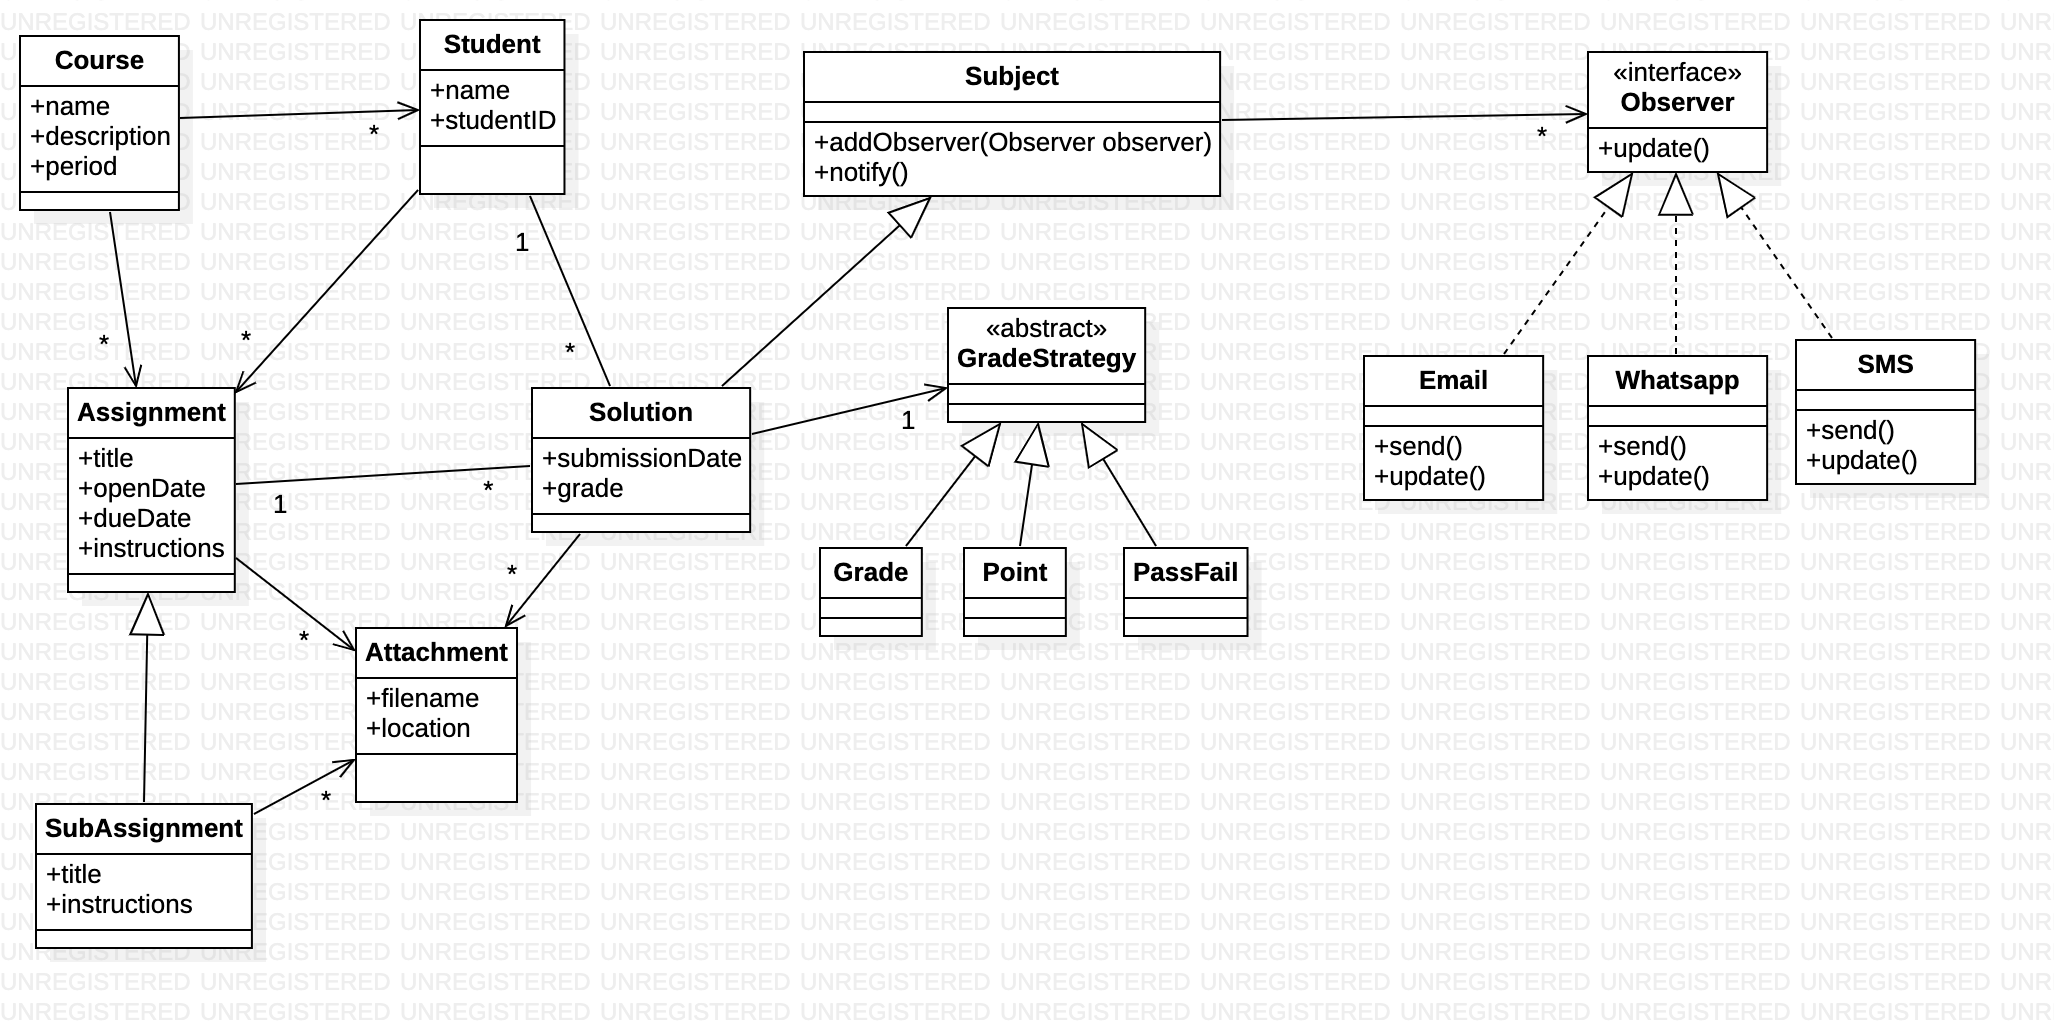 Course
+name
+description
+period
Student
+name
+studentID
Subject
+addObserver(Observer observer)
+notify()
«interface»
Observer
+update()
*
*
1
*
*
*
«abstract»
GradeStrategy
1
Assignment
+title
+openDate
+dueDate
+instructions
1
*
Solution
+submissionDate
+grade
Email
+send()
+update()
Whatsapp
+send()
+update()
SMS
+send()
+update()
Grade
Point
PassFail
*
*
Attachment
+filename
+location
*
SubAssignment
+title
+instructions
UNREGISTERED